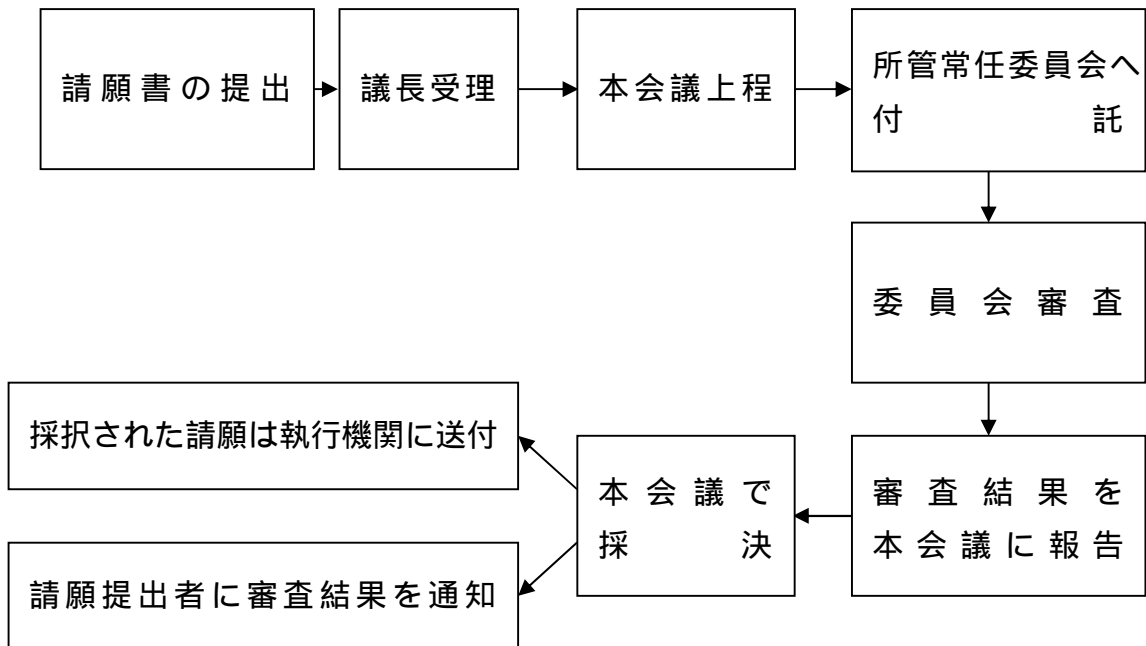 請願書の提出
議長受理
本会議上程
所管常任委員会へ
付託
委員会審査
審査結果を
本会議に報告
本会議で
採決
採択された請願は執行機関に送付
請願提出者に審査結果を通知